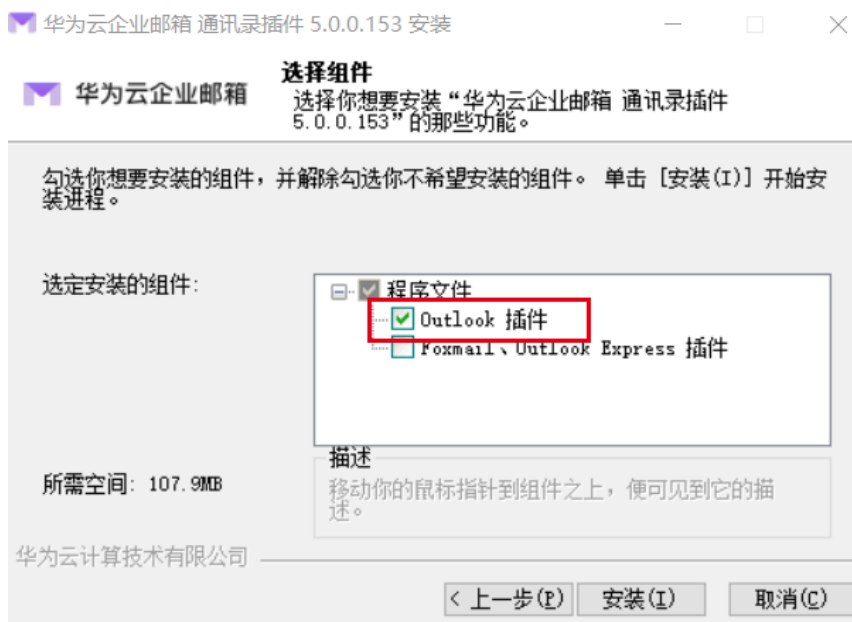 华为云企业邮箱 通讯录插件 5.0.0.153 安装
华为云企业邮箱
选择组件
选择你想要安装“华为云企业邮箱 通讯录插件
5.0.0.153”的那些功能。
勾选你想要安装的组件，并解除勾选你不希望安装的组件。 单击 [安装(I)] 开始安
装进程。
选定安装的组件:
程序文件
Outlook 插件
Foxmail、Outlook Express 插件
所需空间: 107.9MB
描述
移动你的鼠标指针到组件之上，便可见到它的描
述。
华为云计算技术有限公司
< 上一步(P)
安装(I)
取消(C)